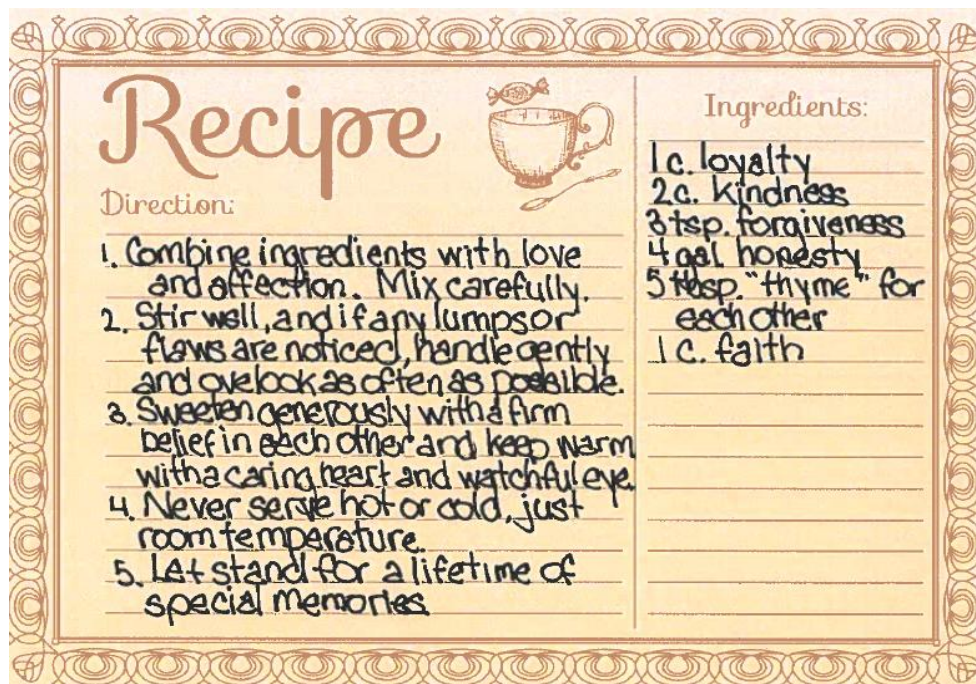 Recipe
Direction:
1. Combine ingredients with love
and affection. Mix carefully.
2. Stir well, and if any lumps or
flaws are noticed, handle gently
and ovelook as often as possible.
3. Sweeten generously with a firm
belief in each other and keep warm
with a caring heart and watchful eye.
4. Never serve hot or cold, just
room temperature.
5. Let stand for a lifetime of
special memories.
Ingredients:
1 c. loyalty
2 c. kindness
3 tsp. forgiveness
4 gal. honesty
5 tbsp. "thyme" for
each other
1 c. faith